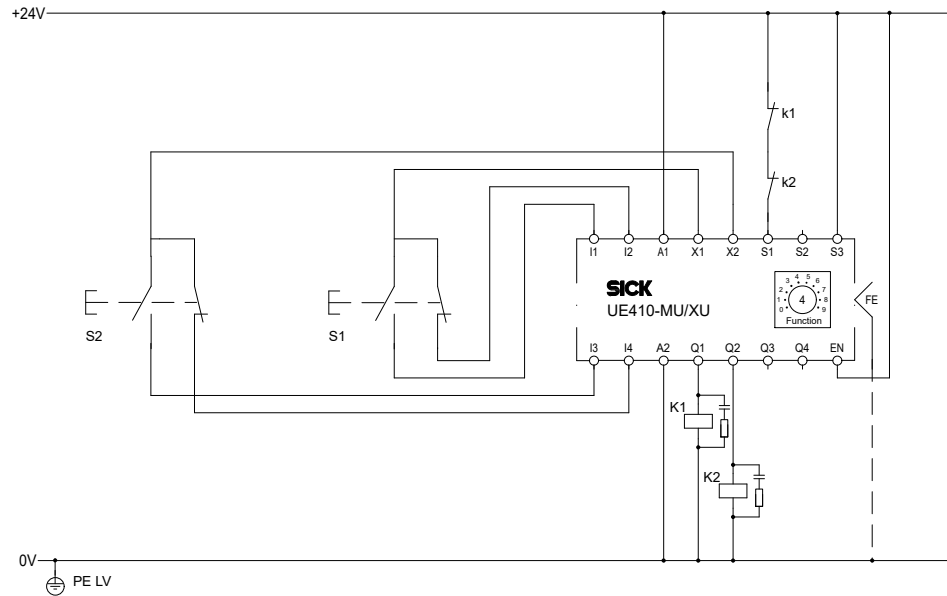 +24V
k1
k2
I1 I2 A1 X1 X2 S1 S2 S3
SICK
UE410-MU/XU
0 1 2 3 4 5 6 7 8 9
4
Function
FE
S2
S1
I3 I4 A2 Q1 Q2 Q3 Q4 EN
K1
K2
0V
PE LV